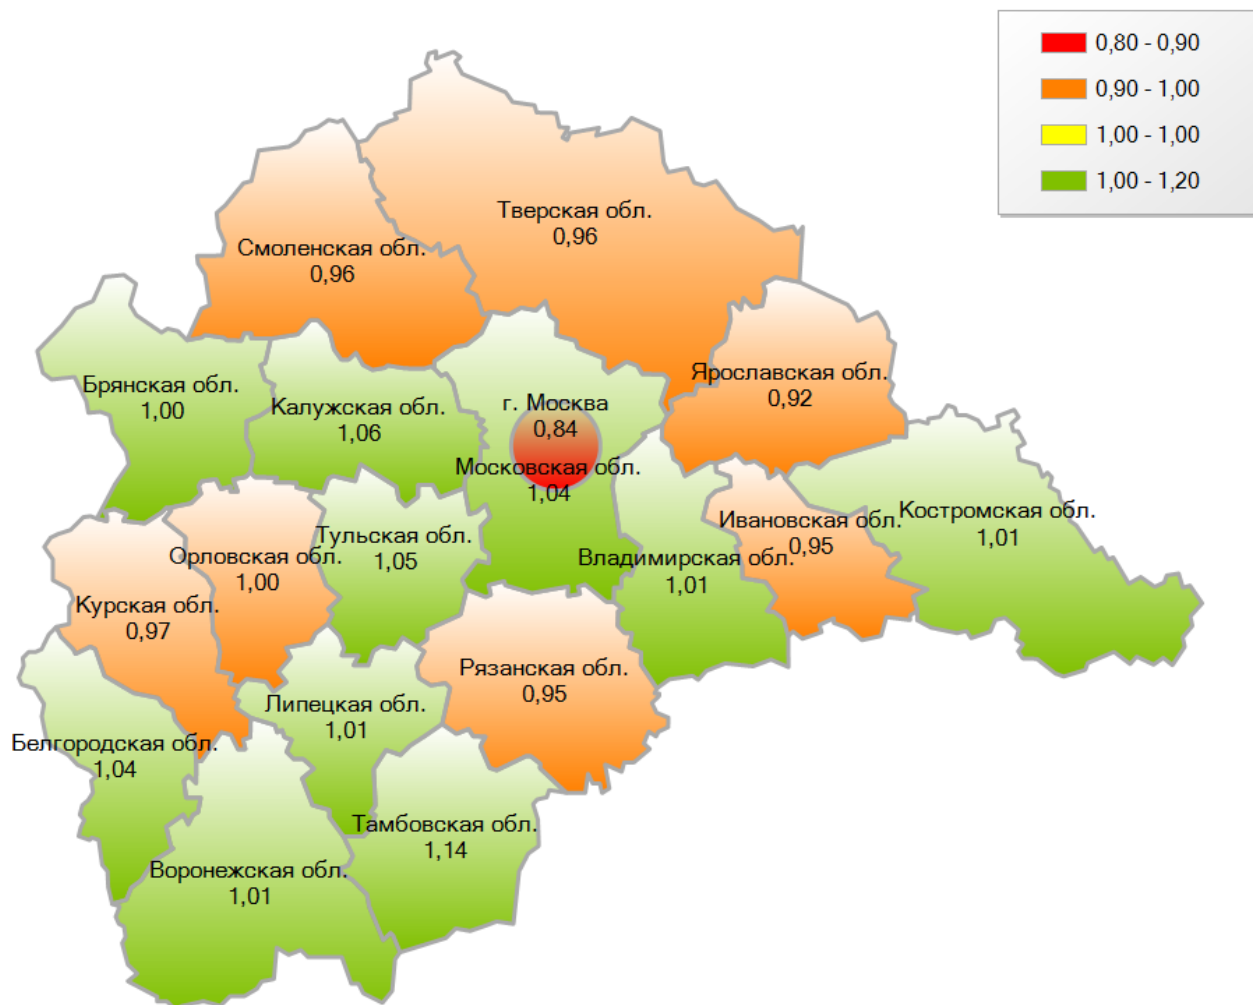 0,80 - 0,90
0,90 - 1,00
1,00 - 1,00
1,00 - 1,20
Тверская обл.
0,96
Смоленская обл.
0,96
Ярославская обл.
0,92
Брянская обл.
1,00
Калужская обл.
1,06
г. Москва
0,84
Московская обл.
1,04
Костромская обл.
1,01
Ивановская обл.
0,95
Тульская обл.
1,05
Орловская обл.
1,00
Владимирская обл.
1,01
Курская обл.
0,97
Рязанская обл.
0,95
Липецкая обл.
1,01
Белгородская обл.
1,04
Тамбовская обл.
1,14
Воронежская обл.
1,01